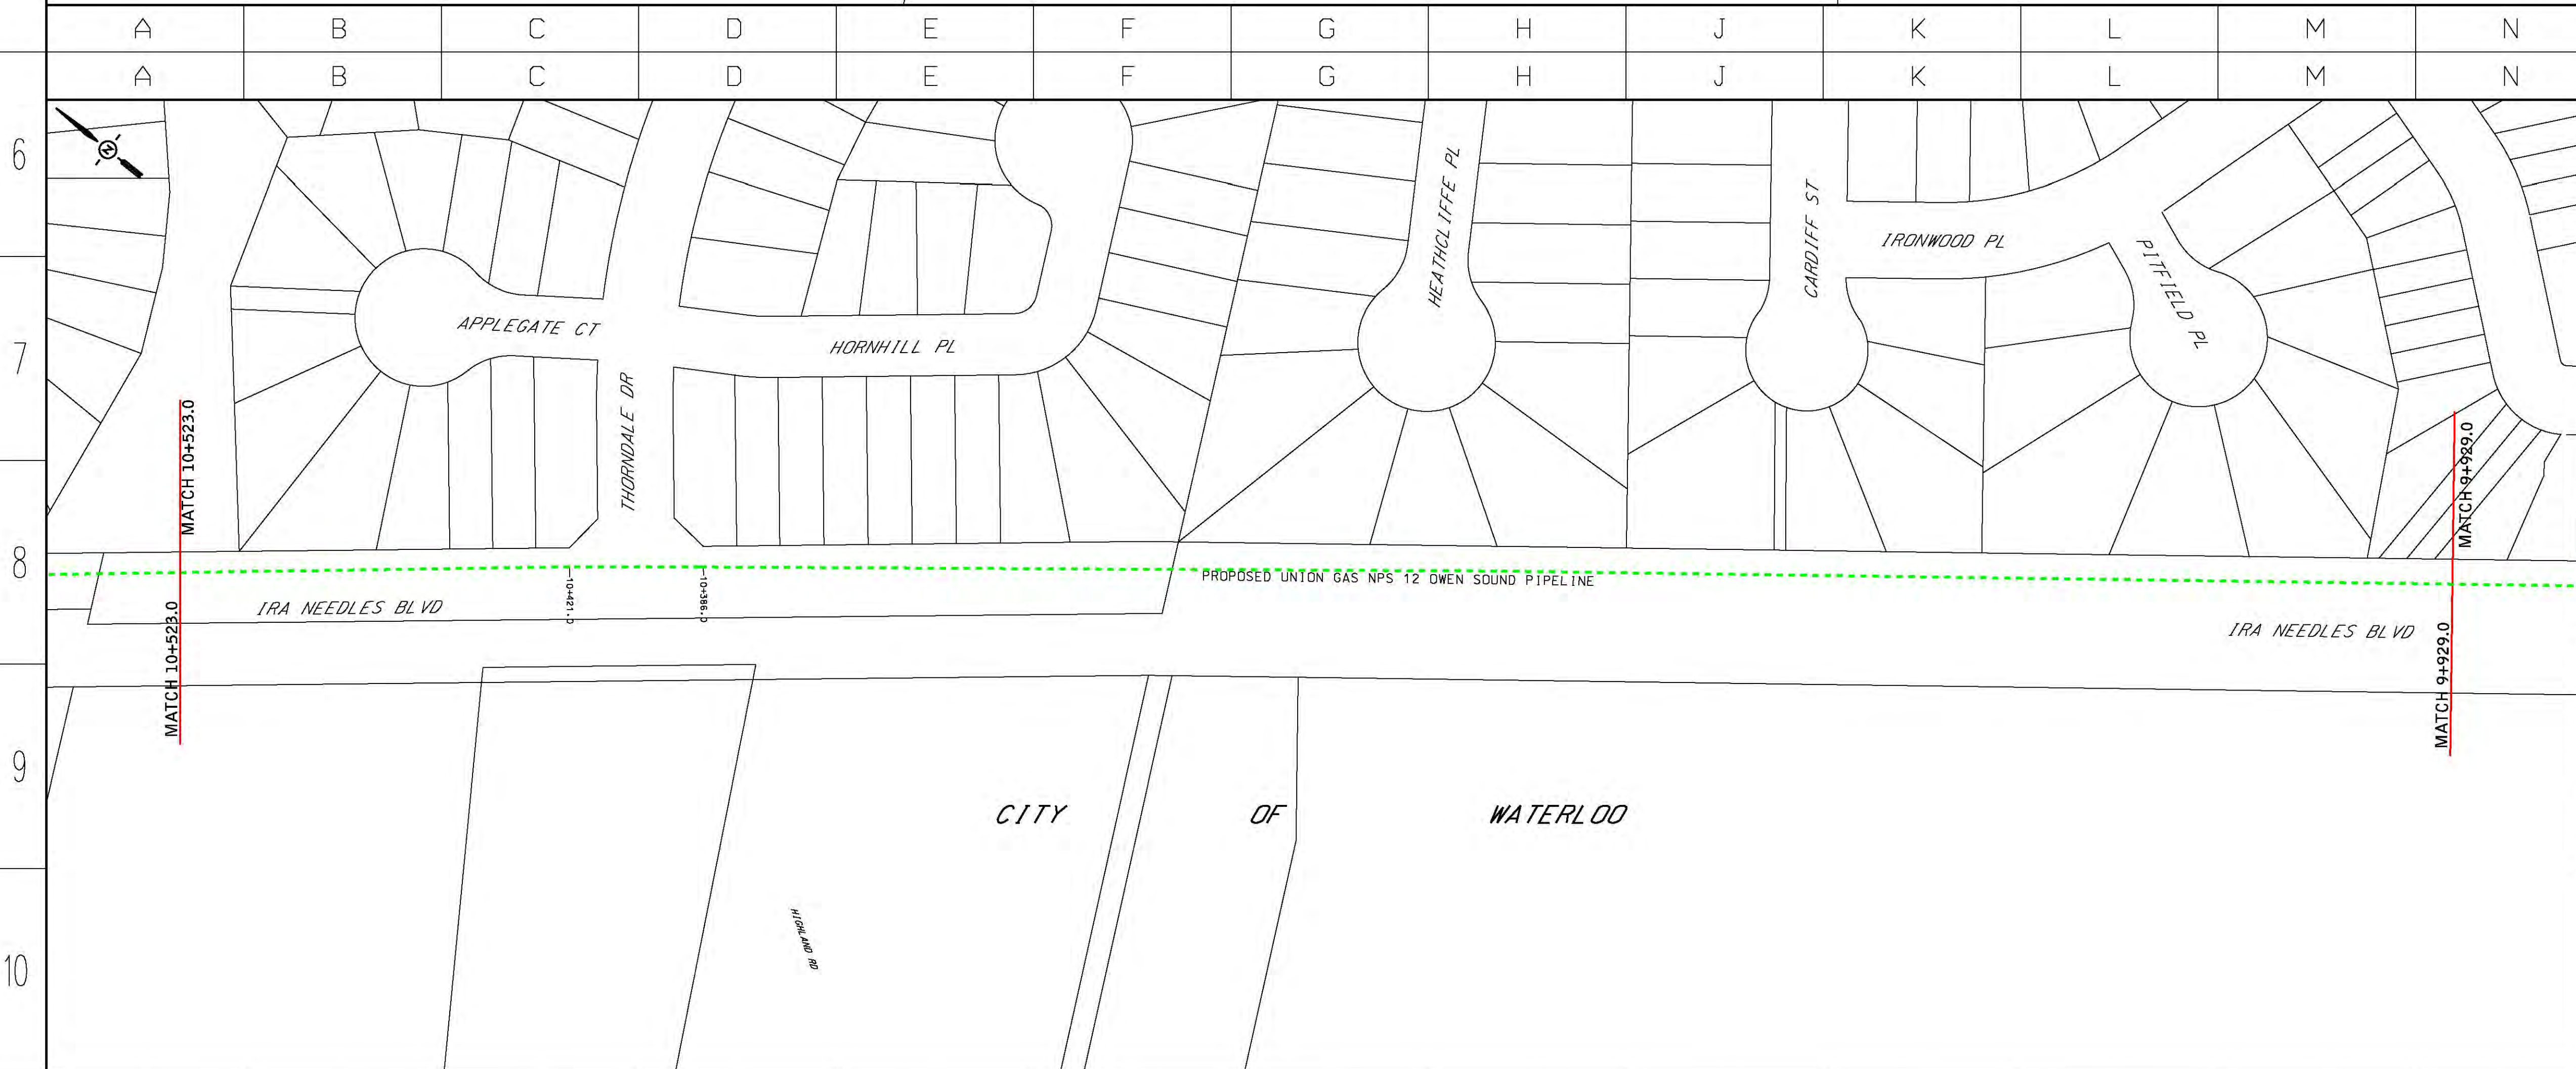 A B C D E F G H J K L M N
A B C D E F G H J K L M N
6
N
HEATHCLIFFE PL
CARDIFF ST
IRONWOOD PL
PITFIELD PL
7
APPLEGATE CT
HORNHILL PL
THORNDALE DR
MATCH 10+523.0
MATCH 9+929.0
8
PROPOSED UNION GAS NPS 12 OWEN SOUND PIPELINE
IRA NEEDLES BLVD
10+421.0
10+386.0
IRA NEEDLES BLVD
MATCH 10+523.0
MATCH 9+929.0
9
CITY OF WATERLOO
HIGHLAND RD
10